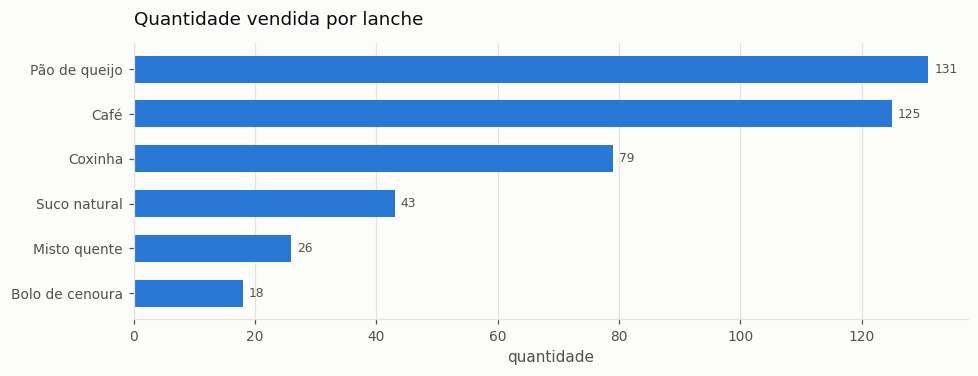 Quantidade vendida por lanche
Pão de queijo 131
Café 125
Coxinha 79
Suco natural 43
Misto quente 26
Bolo de cenoura 18
0 20 40 60 80 100 120
quantidade